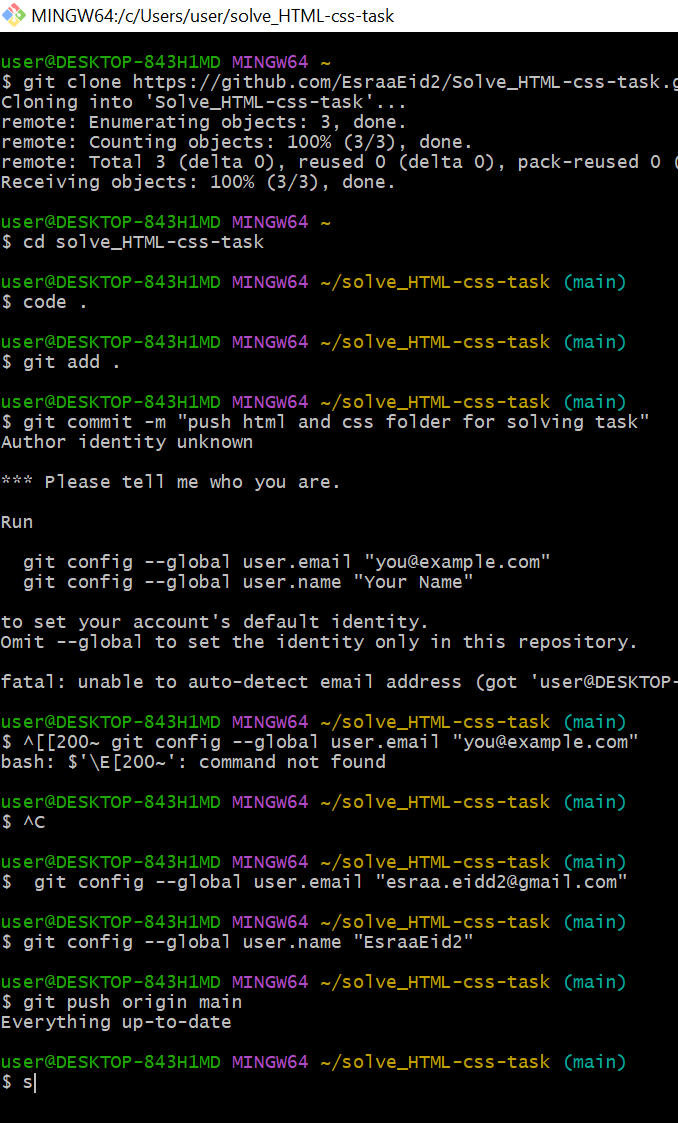 MINGW64:/c/Users/user/solve_HTML-css-task
user@DESKTOP-843H1MD MINGW64 ~
$ git clone https://github.com/EsraaEid2/Solve_HTML-css-task.g
Cloning into 'Solve_HTML-css-task'...
remote: Enumerating objects: 3, done.
remote: Counting objects: 100% (3/3), done.
remote: Total 3 (delta 0), reused 0 (delta 0), pack-reused 0 (
Receiving objects: 100% (3/3), done.
user@DESKTOP-843H1MD MINGW64 ~
$ cd solve_HTML-css-task
user@DESKTOP-843H1MD MINGW64 ~/solve_HTML-css-task (main)
$ code .
user@DESKTOP-843H1MD MINGW64 ~/solve_HTML-css-task (main)
$ git add .
user@DESKTOP-843H1MD MINGW64 ~/solve_HTML-css-task (main)
$ git commit -m "push html and css folder for solving task"
Author identity unknown
*** Please tell me who you are.
Run
  git config --global user.email "you@example.com"
  git config --global user.name "Your Name"
to set your account's default identity.
Omit --global to set the identity only in this repository.
fatal: unable to auto-detect email address (got 'user@DESKTOP-
user@DESKTOP-843H1MD MINGW64 ~/solve_HTML-css-task (main)
$ ^[[200~ git config --global user.email "you@example.com"
bash: $'\E[200~': command not found
user@DESKTOP-843H1MD MINGW64 ~/solve_HTML-css-task (main)
$ ^C
user@DESKTOP-843H1MD MINGW64 ~/solve_HTML-css-task (main)
$  git config --global user.email "esraa.eidd2@gmail.com"
user@DESKTOP-843H1MD MINGW64 ~/solve_HTML-css-task (main)
$ git config --global user.name "EsraaEid2"
user@DESKTOP-843H1MD MINGW64 ~/solve_HTML-css-task (main)
$ git push origin main
Everything up-to-date
user@DESKTOP-843H1MD MINGW64 ~/solve_HTML-css-task (main)
$ s